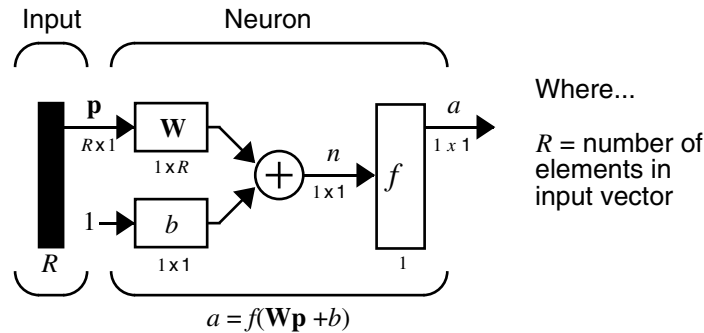 Input
Neuron
p
R x 1
W
1 x R
1
b
1 x 1
n
1 x 1
f
a
1 x 1
R
1
a = f(Wp +b)
Where...
R = number of
elements in
input vector